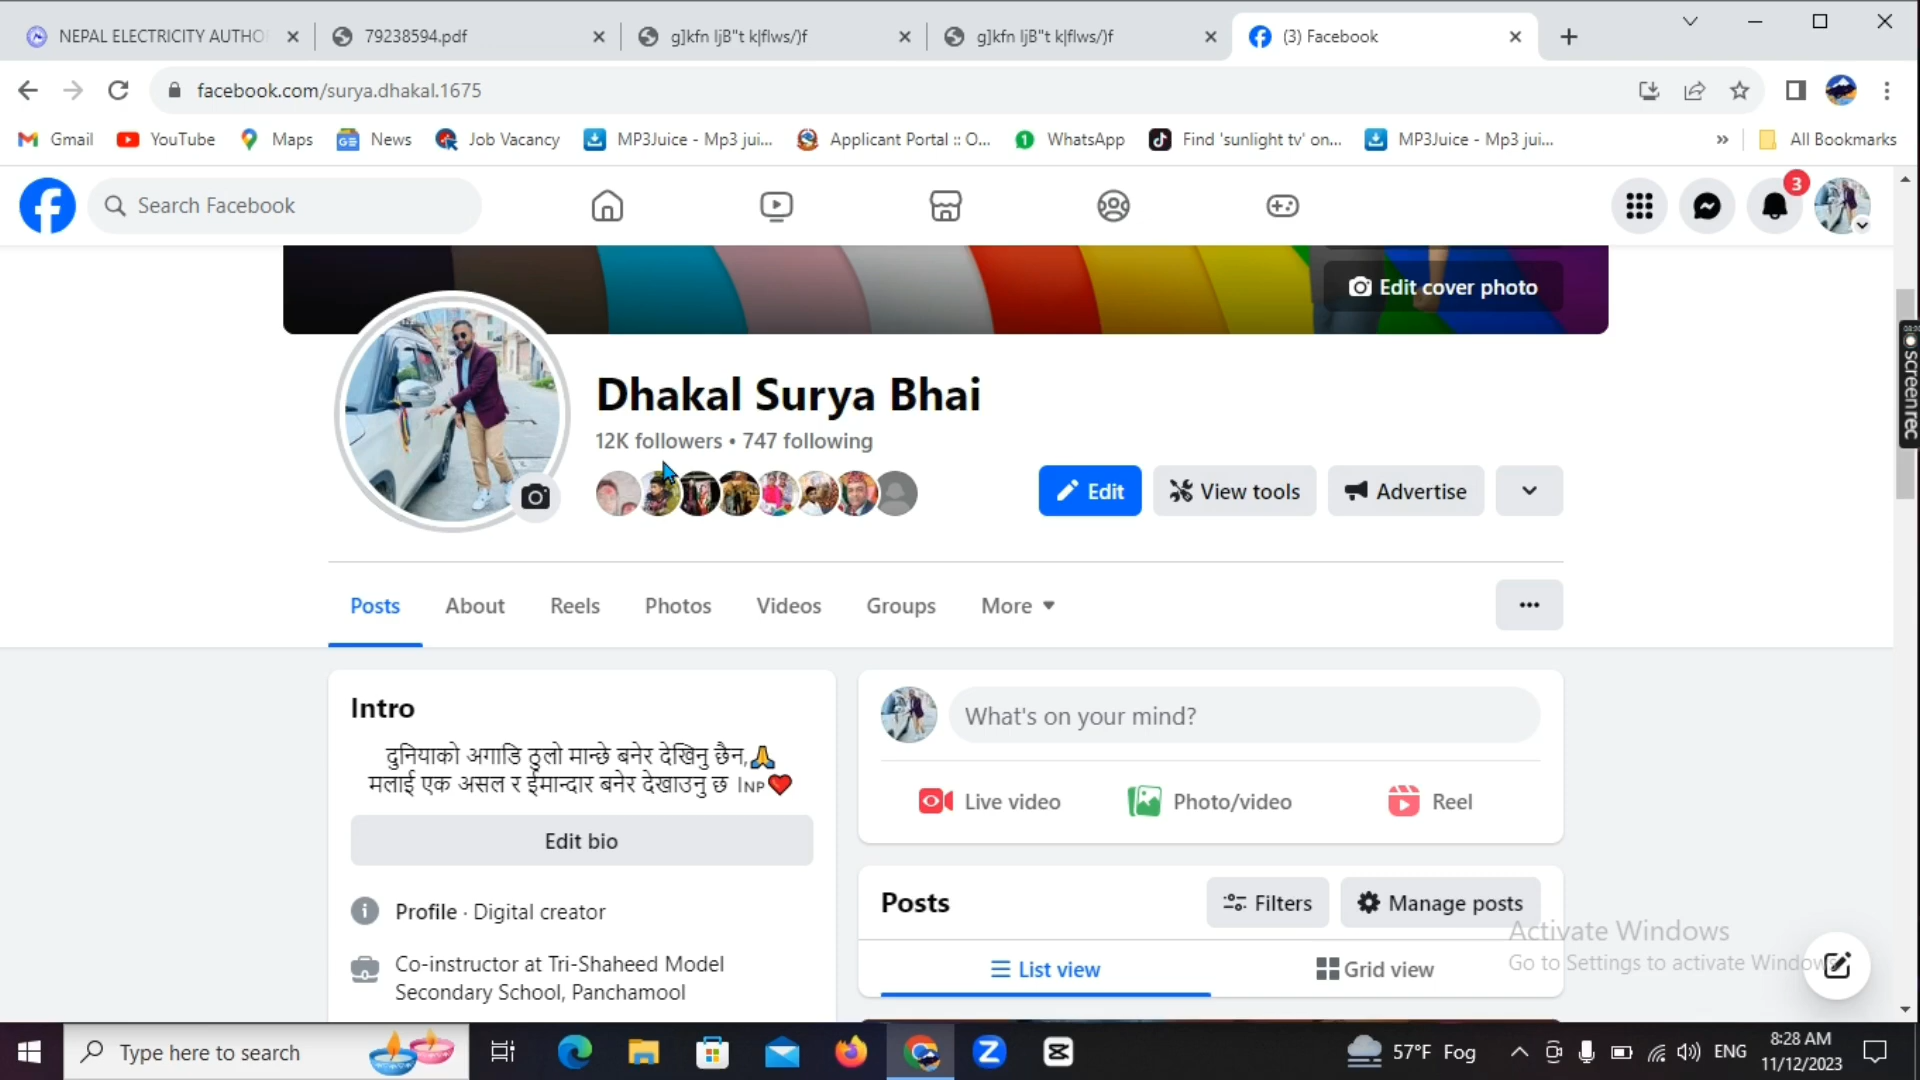 NEPAL ELECTRICITY AUTHO
79238594.pdf
g]kfn ljB"t k|flws/)f
g]kfn ljB"t k|flws/)f
(3) Facebook
facebook.com/surya.dhakal.1675
Gmail
YouTube
Maps
News
Job Vacancy
MP3Juice - Mp3 jui...
Applicant Portal :: O...
1
WhatsApp
Find 'sunlight tv' on...
MP3Juice - Mp3 jui...
»
All Bookmarks
Search Facebook
3
Edit cover photo
screenrec
Dhakal Surya Bhai
12K followers • 747 following
Edit
View tools
Advertise
Posts
About
Reels
Photos
Videos
Groups
More
Intro
दुनियाको अगाडि ठुलो मान्छे बनेर देखिनु छैन,🙏
मलाई एक असल र ईमान्दार बनेर देखाउनु छ ।NP❤️
Edit bio
Profile · Digital creator
Co-instructor at Tri-Shaheed Model
Secondary School, Panchamool
What's on your mind?
Live video
Photo/video
Reel
Posts
Filters
Manage posts
List view
Grid view
Activate Windows
Go to Settings to activate Windows
Type here to search
57°F Fog
ENG
8:28 AM
11/12/2023